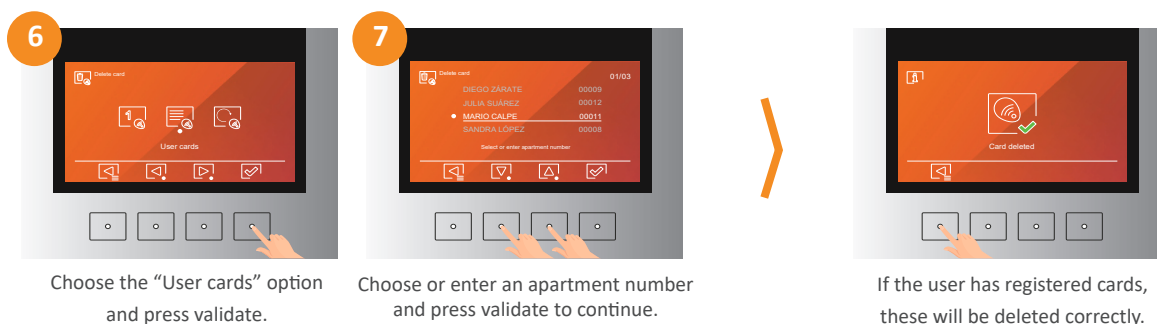 6
Delete card
1
User cards
Choose the “User cards” option
and press validate.
7
Delete card
01/03
DIEGO ZÁRATE 00009
JULIA SUÁREZ 00012
MARIO CALPE 00011
SANDRA LÓPEZ 00008
Select or enter apartment number
Choose or enter an apartment number
and press validate to continue.
Card deleted
If the user has registered cards,
these will be deleted correctly.